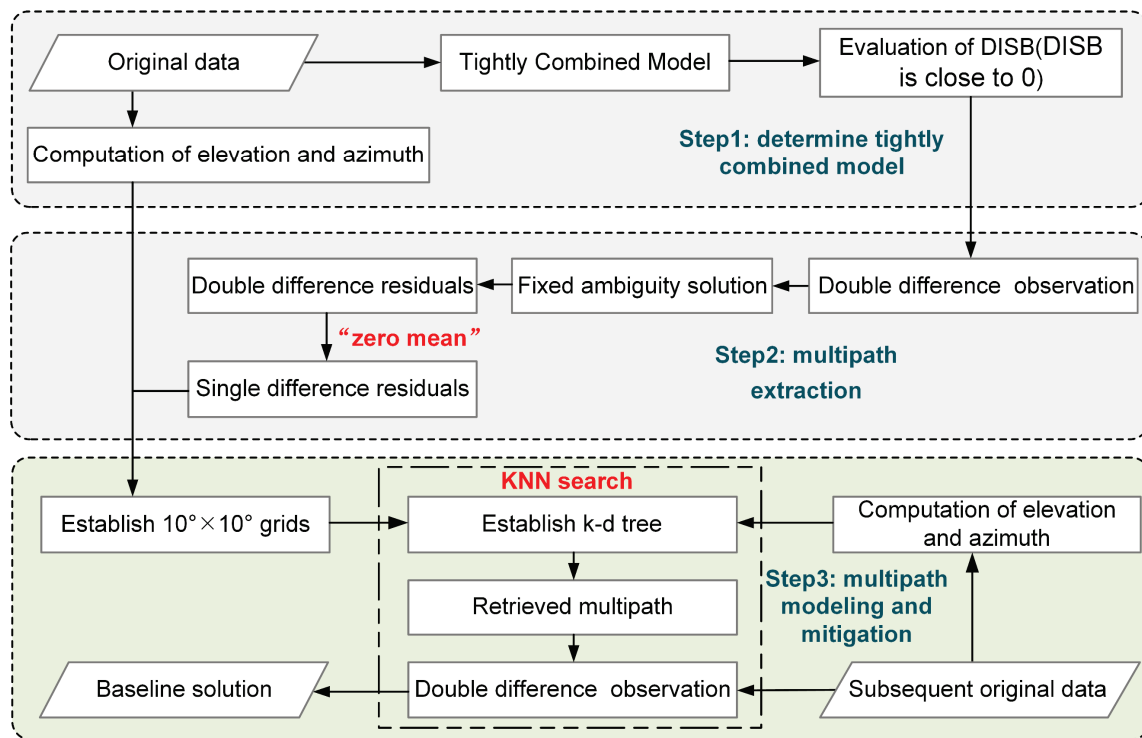 Original data
Tightly Combined Model
Evaluation of DISB(DISB
is close to 0)
Computation of elevation and azimuth
Step1: determine tightly
combined model
Double difference residuals
Fixed ambiguity solution
Double difference observation
“zero mean”
Single difference residuals
Step2: multipath
extraction
KNN search
Establish 10°×10° grids
Establish k-d tree
Computation of elevation
and azimuth
Retrieved multipath
Step3: multipath
modeling and
mitigation
Baseline solution
Double difference observation
Subsequent original data